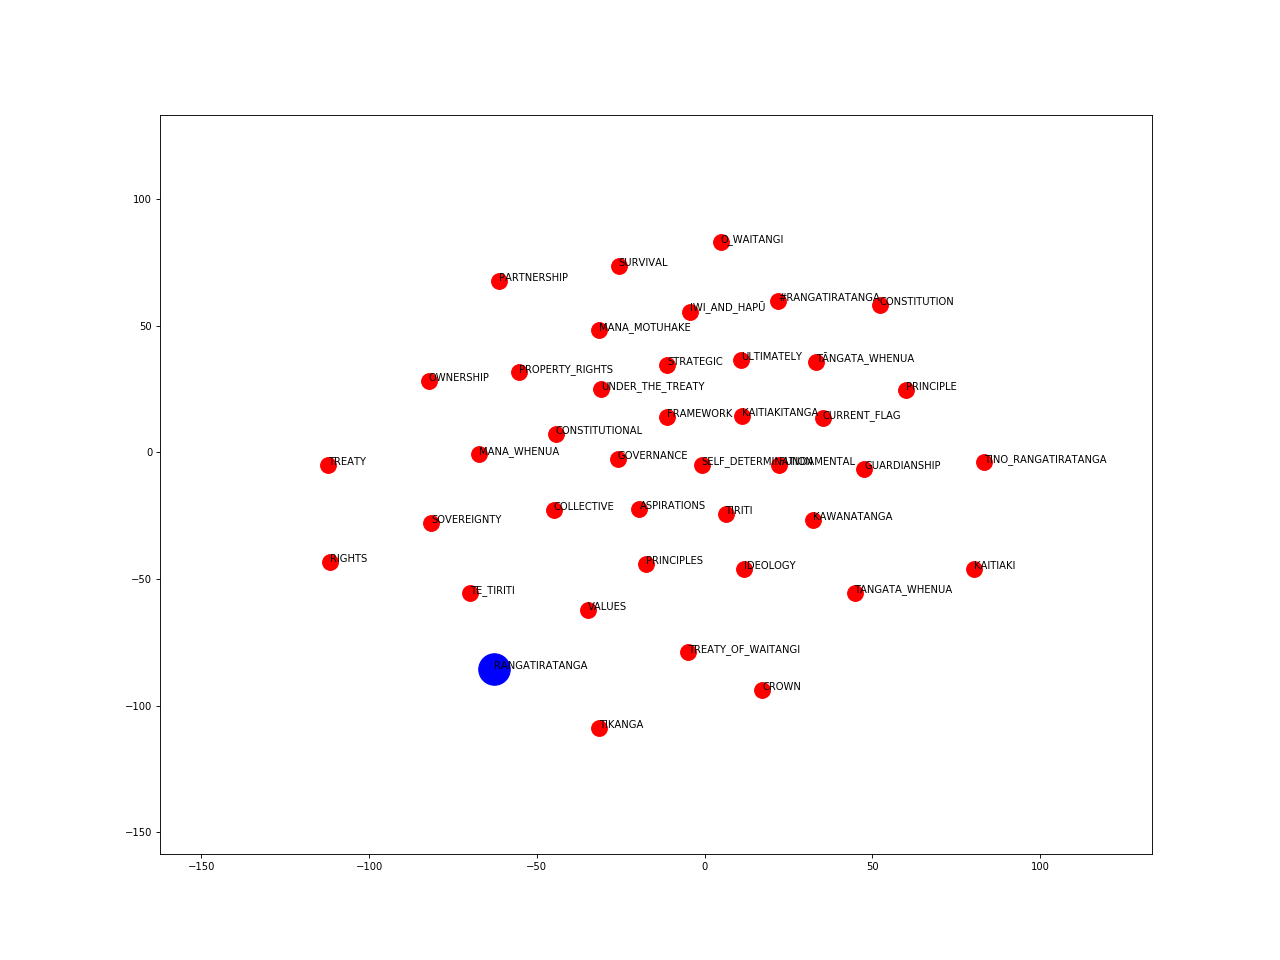 100
50
0
−50
−100
−150
O_WAITANGI
SURVIVAL
PARTNERSHIP
#RANGATIRATANGA
CONSTITUTION
IWI_AND_HAPŪ
MANA_MOTUHAKE
ULTIMATELY
TĀNGATA_WHENUA
STRATEGIC
PROPERTY_RIGHTS
OWNERSHIP
UNDER_THE_TREATY
PRINCIPLE
FRAMEWORK
KAITIAKITANGA
CURRENT_FLAG
CONSTITUTIONAL
MANA_WHENUA
GOVERNANCE
TREATY
SELF_DETERMINATION
FUNDAMENTAL
GUARDIANSHIP
TINO_RANGATIRATANGA
COLLECTIVE
ASPIRATIONS
TIRITI
KAWANATANGA
SOVEREIGNTY
RIGHTS
PRINCIPLES
IDEOLOGY
KAITIAKI
TE_TIRITI
TANGATA_WHENUA
VALUES
TREATY_OF_WAITANGI
RANGATIRATANGA
CROWN
TIKANGA
−150
−100
−50
0
50
100